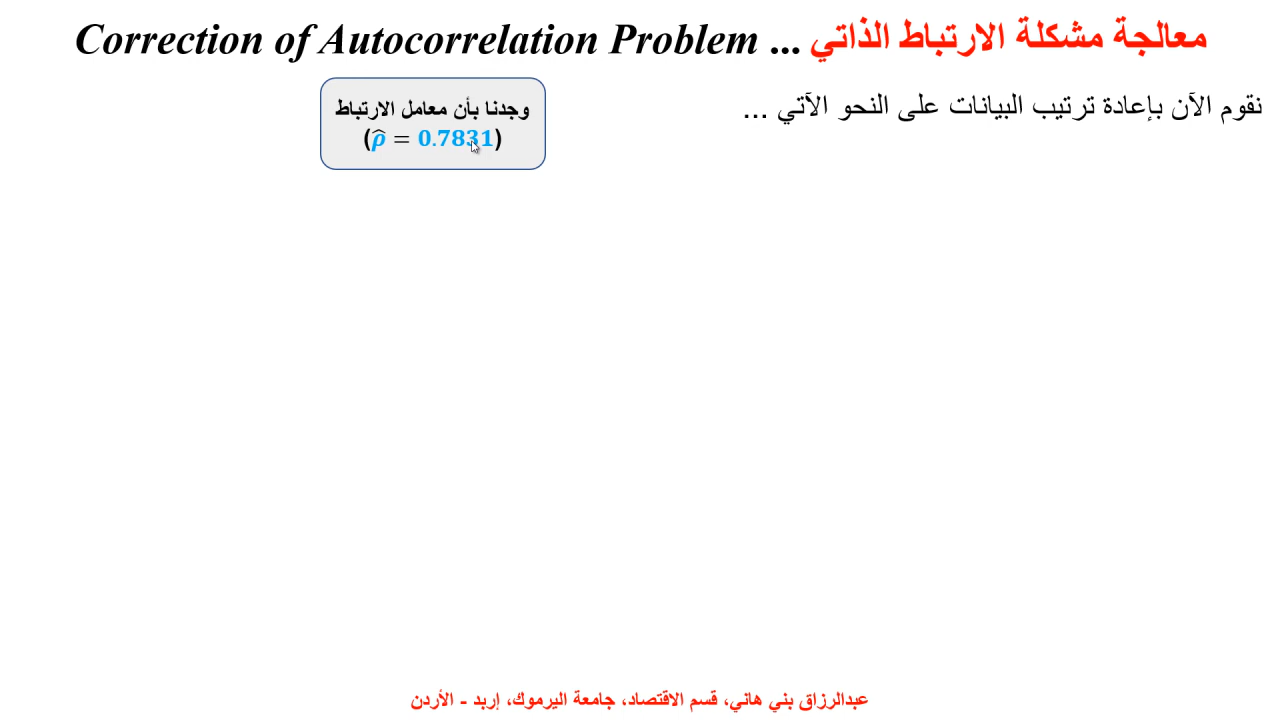 معالجة مشكلة الارتباط الذاتي ... Correction of Autocorrelation Problem
نقوم الآن بإعادة ترتيب البيانات على النحو الآتي ...
وجدنا بأن معامل الارتباط
(ρ̂ = 0.7831)
عبدالرزاق بني هاني، قسم الاقتصاد، جامعة اليرموك، إربد - الأردن